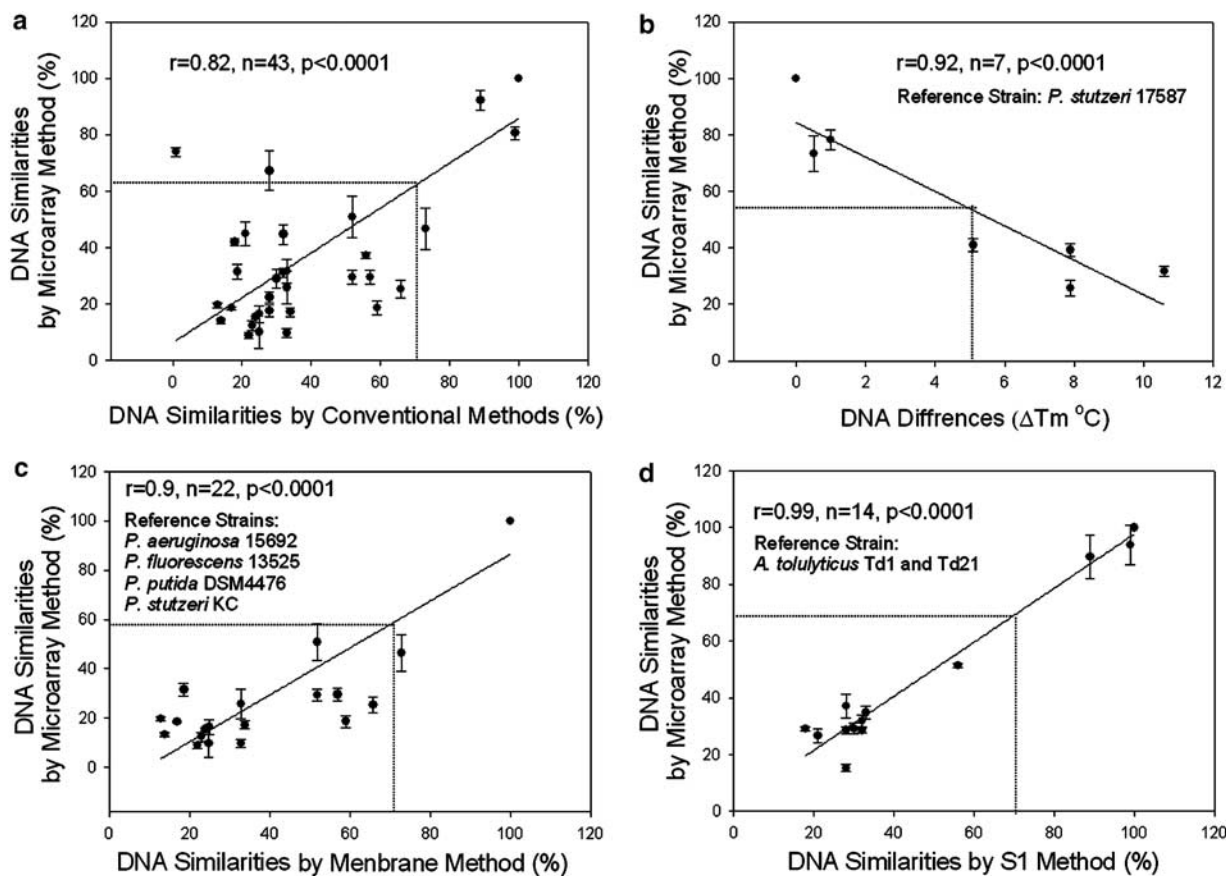 a
r=0.82, n=43, p<0.0001
DNA Similarities
by Microarray Method (%)
120
100
80
60
40
20
0
0 20 40 60 80 100 120
DNA Similarities by Conventional Methods (%)
b
r=0.92, n=7, p<0.0001
Reference Strain: P. stutzeri 17587
DNA Similarities
by Microarray Method (%)
120
100
80
60
40
20
0
0 2 4 6 8 10 12
DNA Diffrences (ΔTm °C)
c
r=0.9, n=22, p<0.0001
Reference Strains:
P. aeruginosa 15692
P. fluorescens 13525
P. putida DSM4476
P. stutzeri KC
DNA Similarities
by Microarray Method (%)
120
100
80
60
40
20
0
0 20 40 60 80 100 120
DNA Similarities by Menbrane Method (%)
d
r=0.99, n=14, p<0.0001
Reference Strain:
A. tolulyticus Td1 and Td21
DNA Similarities
by Microarray Method (%)
120
100
80
60
40
20
0
0 20 40 60 80 100 120
DNA Similarities by S1 Method (%)